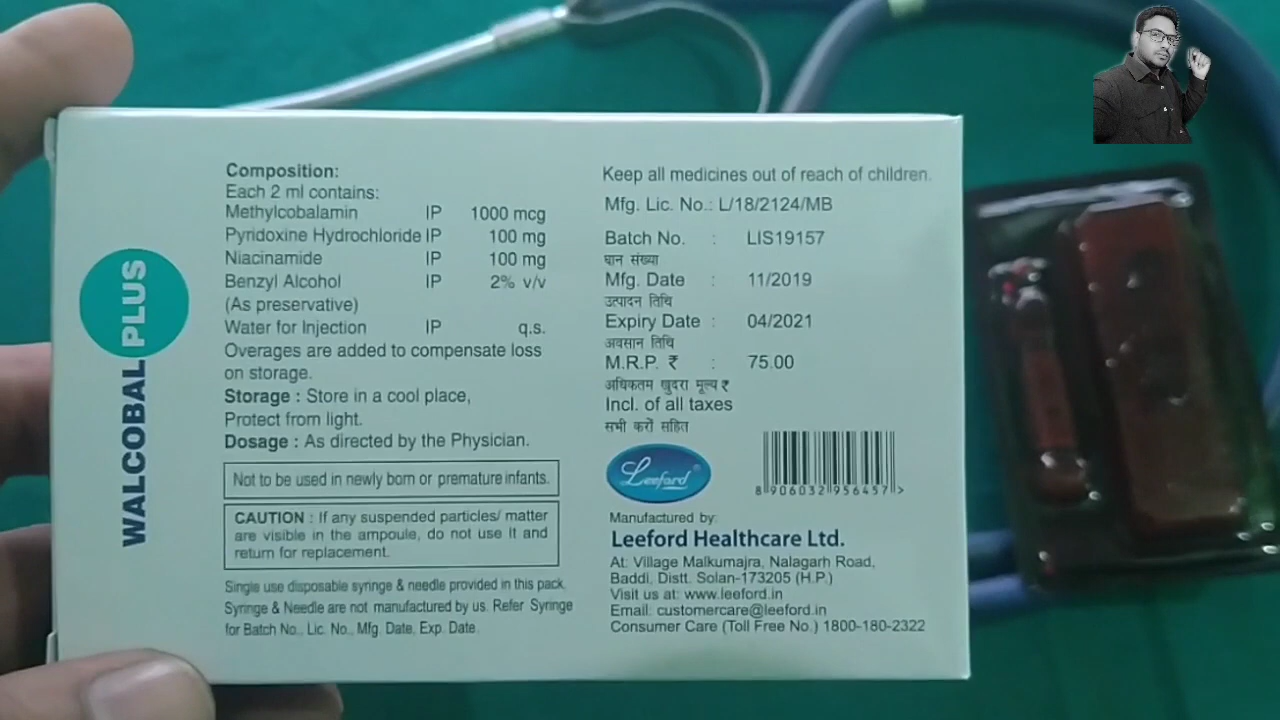 WALCOBAL PLUS
Composition:
Each 2 ml contains:
Methylcobalamin IP 1000 mcg
Pyridoxine Hydrochloride IP 100 mg
Niacinamide IP 100 mg
Benzyl Alcohol IP 2% v/v
(As preservative)
Water for Injection IP q.s.
Overages are added to compensate loss
on storage.
Storage : Store in a cool place,
Protect from light.
Dosage : As directed by the Physician.
Not to be used in newly born or premature infants.
CAUTION : If any suspended particles/ matter
are visible in the ampoule, do not use it and
return for replacement.
Single use disposable syringe & needle provided in this pack.
Syringe & Needle are not manufactured by us. Refer Syringe
for Batch No., Lic. No., Mfg. Date, Exp. Date.
Keep all medicines out of reach of children.
Mfg. Lic. No.: L/18/2124/MB
Batch No. : LIS19157
घान संख्या
Mfg. Date : 11/2019
उत्पादन तिथि
Expiry Date : 04/2021
अवसान तिथि
M.R.P. ₹ : 75.00
अधिकतम खुदरा मूल्य ₹
Incl. of all taxes
सभी करों सहित
Leeford®
8 906032 956457 >
Manufactured by:
Leeford Healthcare Ltd.
At: Village Malkumajra, Nalagarh Road,
Baddi, Distt. Solan-173205 (H.P.)
Visit us at: www.leeford.in
Email: customercare@leeford.in
Consumer Care (Toll Free No.) 1800-180-2322